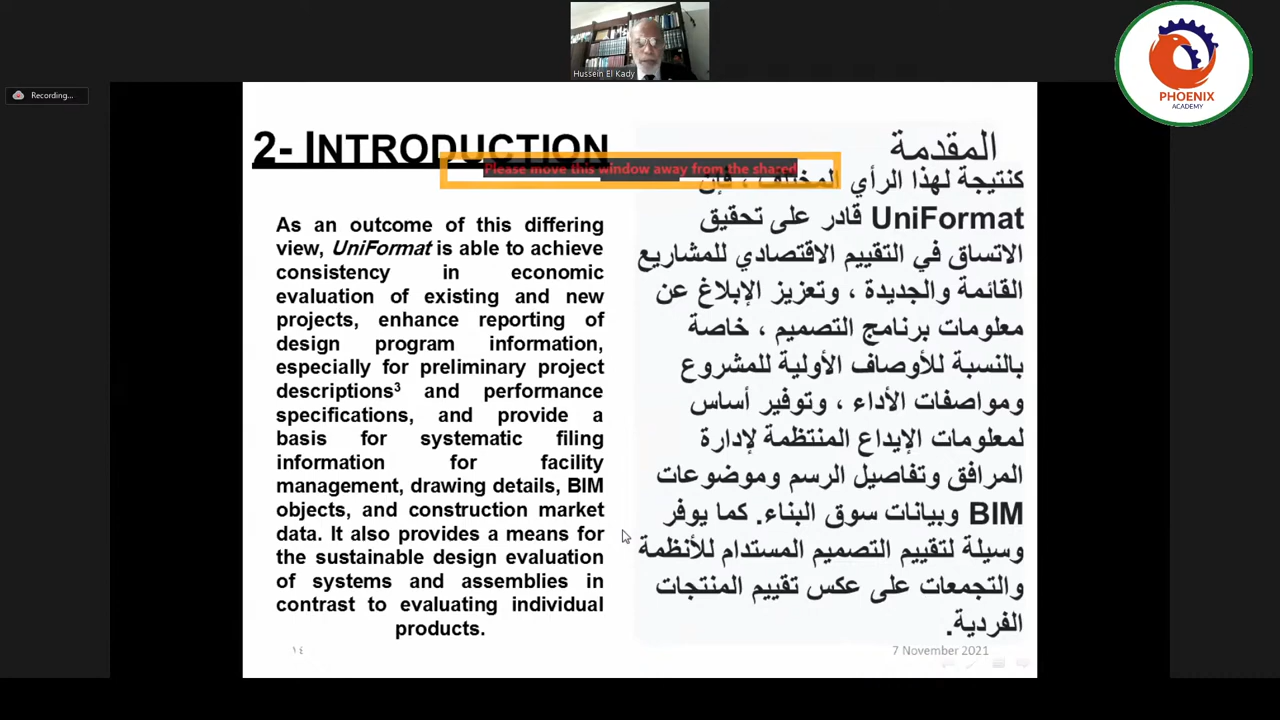 Hussein El Kady
PHOENIX
ACADEMY
Recording...
2- INTRODUCTION
Please move this window away from the shared
As an outcome of this differing
view, UniFormat is able to achieve
consistency in economic
evaluation of existing and new
projects, enhance reporting of
design program information,
especially for preliminary project
descriptions³ and performance
specifications, and provide a
basis for systematic filing
information for facility
management, drawing details, BIM
objects, and construction market
data. It also provides a means for
the sustainable design evaluation
of systems and assemblies in
contrast to evaluating individual
products.
المقدمة
كنتيجة لهذا الرأي المختلف ، فإن
UniFormat قادر على تحقيق
الاتساق في التقييم الاقتصادي للمشاريع
القائمة والجديدة ، وتعزيز الإبلاغ عن
معلومات برنامج التصميم ، خاصة
بالنسبة للأوصاف الأولية للمشروع
ومواصفات الأداء ، وتوفير أساس
لمعلومات الإيداع المنتظمة لإدارة
المرافق وتفاصيل الرسم وموضوعات
BIM وبيانات سوق البناء. كما يوفر
وسيلة لتقييم التصميم المستدام للأنظمة
والتجمعات على عكس تقييم المنتجات
الفردية.
١٤
7 November 2021